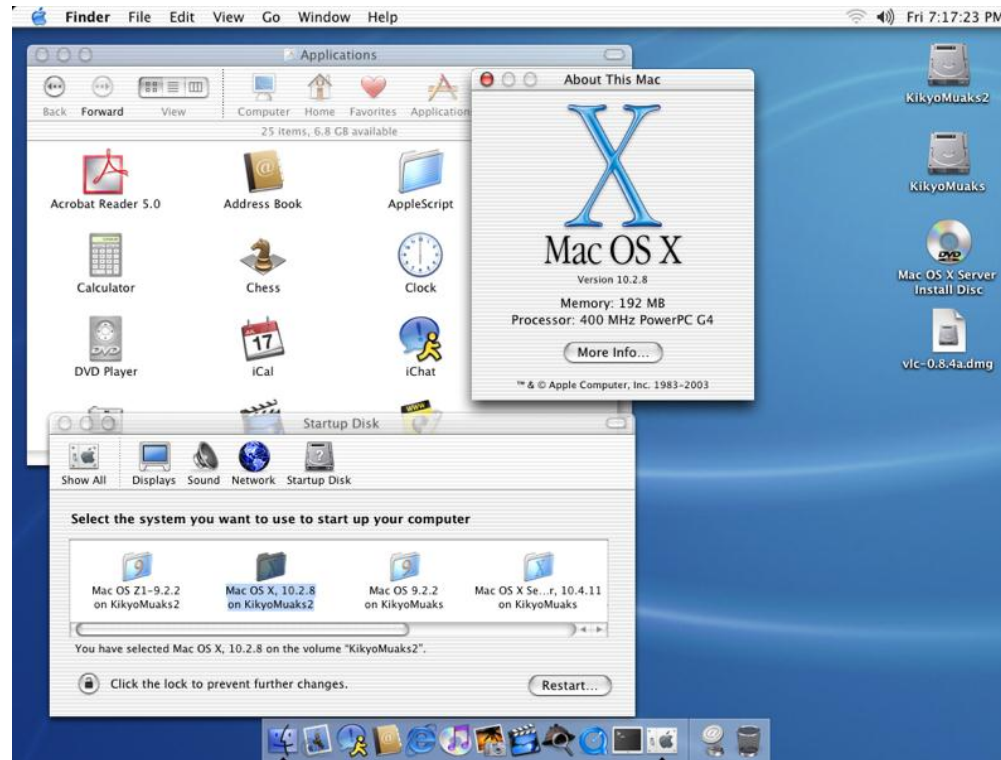 Finder File Edit View Go Window Help
Fri 7:17:23 PM
Applications
Back Forward View Computer Home Favorites Application
25 items, 6.8 GB available
Acrobat Reader 5.0
Address Book
AppleScript
Calculator
Chess
Clock
JUL
17
DVD
DVD Player
iCal
iChat
WWW
About This Mac
Mac OS X
Version 10.2.8
Memory: 192 MB
Processor: 400 MHz PowerPC G4
More Info...
™ & © Apple Computer, Inc. 1983-2003
KikyoMuaks2
KikyoMuaks
DVD
Mac OS X Server
Install Disc
vlc-0.8.4a.dmg
Startup Disk
Show All Displays Sound Network Startup Disk
Select the system you want to use to start up your computer
Mac OS Z1-9.2.2
on KikyoMuaks2
Mac OS X, 10.2.8
on KikyoMuaks2
Mac OS 9.2.2
on KikyoMuaks
Mac OS X Se...r, 10.4.11
on KikyoMuaks
You have selected Mac OS X, 10.2.8 on the volume “KikyoMuaks2”.
Click the lock to prevent further changes.
Restart...